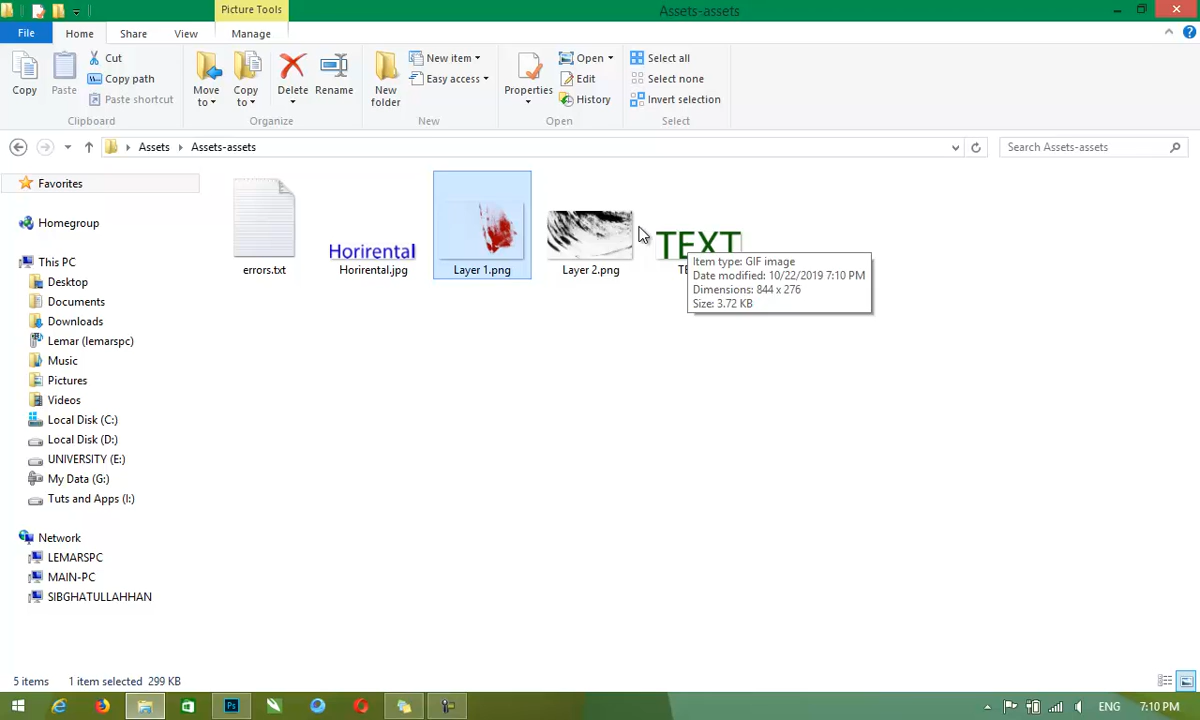 Picture Tools
Assets-assets
File
Home
Share
View
Manage
Copy
Paste
Cut
Copy path
Paste shortcut
Clipboard
Move to
Copy to
Delete
Rename
Organize
New folder
New item
Easy access
New
Properties
Open
Edit
History
Open
Select all
Select none
Invert selection
Select
Assets
Assets-assets
Search Assets-assets
Favorites
Homegroup
This PC
Desktop
Documents
Downloads
Lemar (lemarspc)
Music
Pictures
Videos
Local Disk (C:)
Local Disk (D:)
UNIVERSITY (E:)
My Data (G:)
Tuts and Apps (I:)
Network
LEMARSPC
MAIN-PC
SIBGHATULLAHHAN
errors.txt
Horirental
Horirental.jpg
Layer 1.png
Layer 2.png
TEXT
Item type: GIF image
Date modified: 10/22/2019 7:10 PM
Dimensions: 844 x 276
Size: 3.72 KB
5 items
1 item selected 299 KB
Ps
ENG
7:10 PM